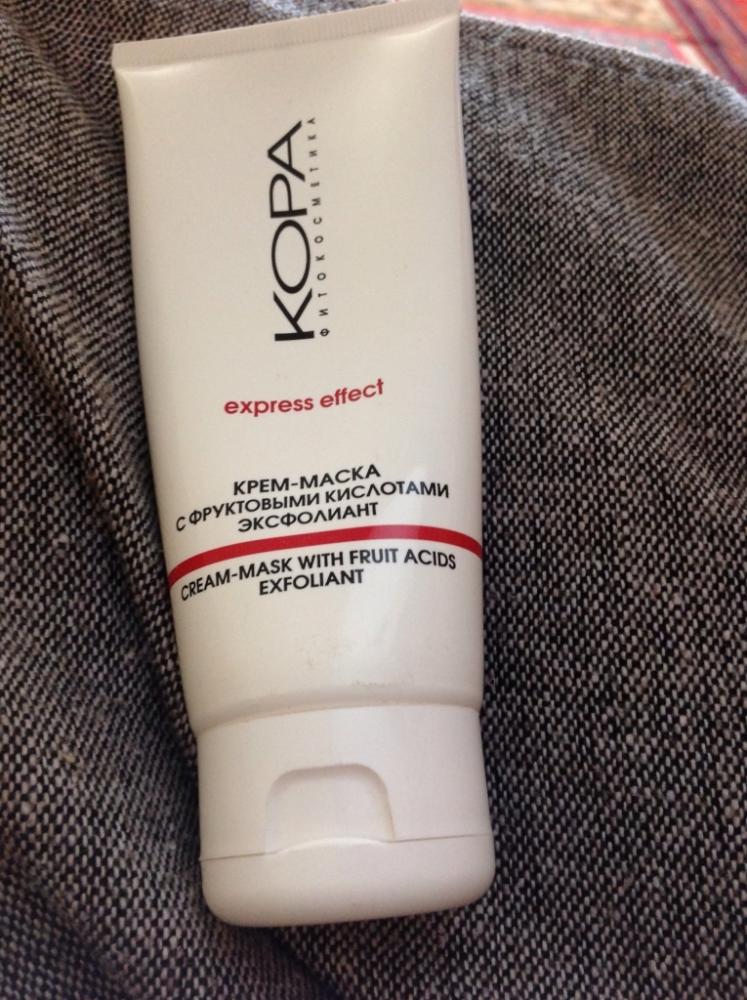 КОРА
ФИТОКОСМЕТИКА
express effect
КРЕМ-МАСКА
С ФРУКТОВЫМИ КИСЛОТАМИ
ЭКСФОЛИАНТ
CREAM-MASK WITH FRUIT ACIDS
EXFOLIANT